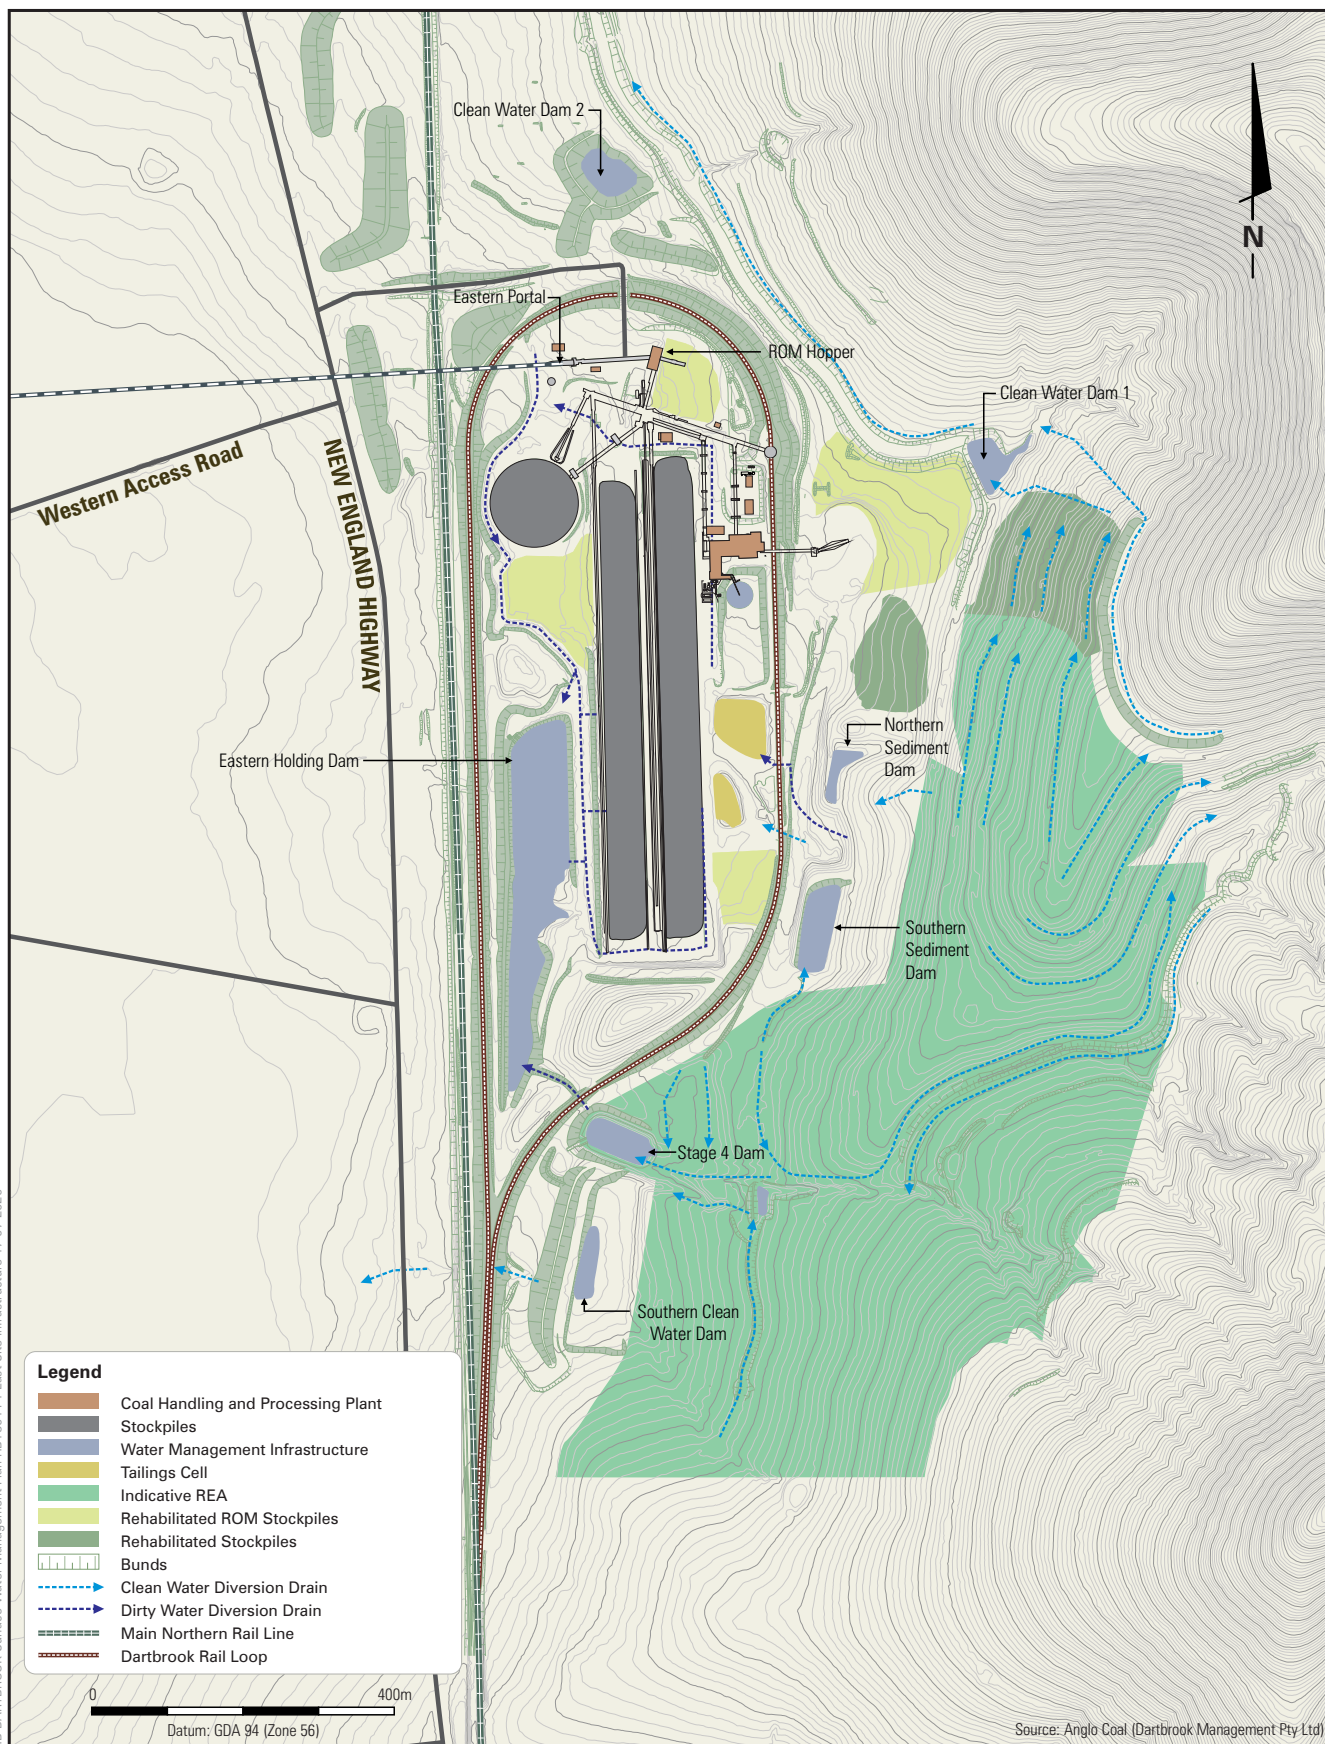 Clean Water Dam 2
N
Eastern Portal
ROM Hopper
Clean Water Dam 1
Western Access Road
NEW ENGLAND HIGHWAY
Northern
Sediment
Dam
Eastern Holding Dam
Southern
Sediment
Dam
Stage 4 Dam
Southern Clean
Water Dam
Legend
Coal Handling and Processing Plant
Stockpiles
Water Management Infrastructure
Tailings Cell
Indicative REA
Rehabilitated ROM Stockpiles
Rehabilitated Stockpiles
Bunds
Clean Water Diversion Drain
Dirty Water Diversion Drain
Main Northern Rail Line
Dartbrook Rail Loop
0 400m
Datum: GDA 94 (Zone 56)
Source: Anglo Coal (Dartbrook Management Pty Ltd)